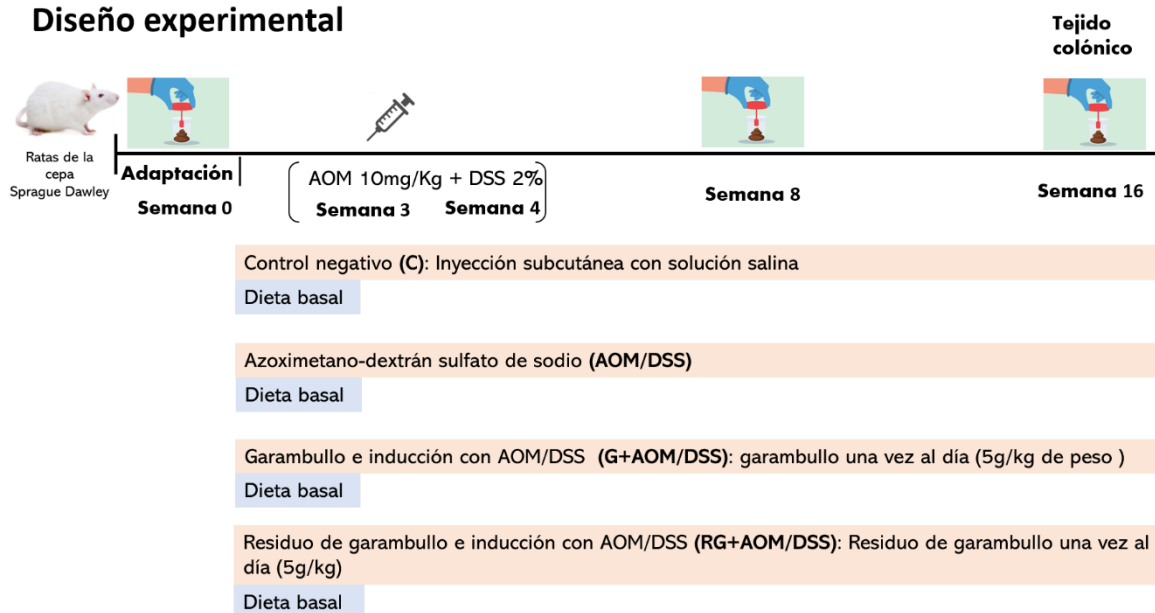 Diseño experimental
Tejido
colónico
Ratas de la
cepa
Sprague Dawley
Adaptación
Semana 0
AOM 10mg/Kg + DSS 2%
Semana 3 Semana 4
Semana 8
Semana 16
Control negativo (C): Inyección subcutánea con solución salina
Dieta basal
Azoximetano-dextrán sulfato de sodio (AOM/DSS)
Dieta basal
Garambullo e inducción con AOM/DSS (G+AOM/DSS): garambullo una vez al día (5g/kg de peso )
Dieta basal
Residuo de garambullo e inducción con AOM/DSS (RG+AOM/DSS): Residuo de garambullo una vez al
día (5g/kg)
Dieta basal